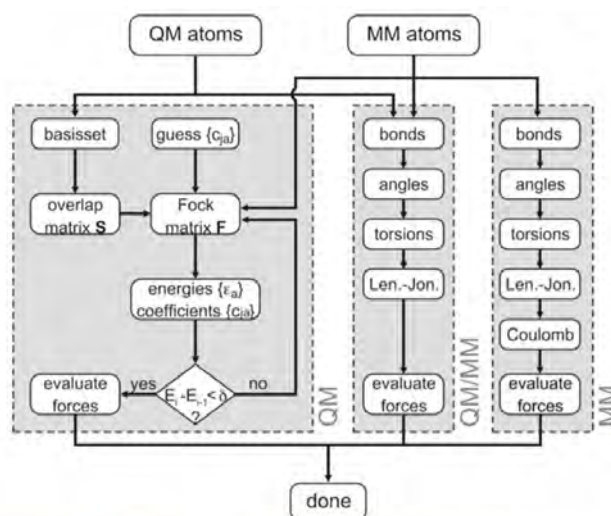 QM atoms
MM atoms
basisset
guess {cja}
overlap
matrix S
Fock
matrix F
energies {εa}
coefficients {cja}
Ei-Ei-1< δ
?
yes
no
evaluate
forces
QM
bonds
angles
torsions
Len.-Jon.
evaluate
forces
QM/MM
bonds
angles
torsions
Len.-Jon.
Coulomb
evaluate
forces
MM
done